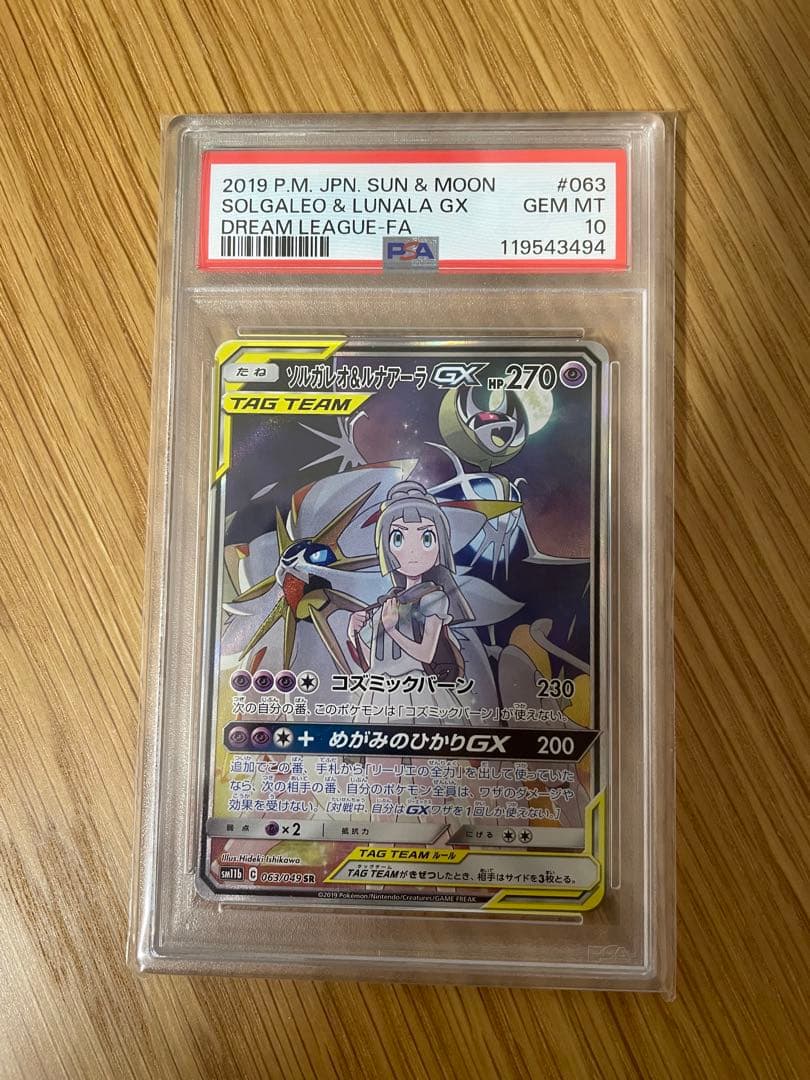 2019 P.M. JPN. SUN & MOON #063
SOLGALEO & LUNALA GX GEM MT
DREAM LEAGUE-FA 10
PSA 119543494
たね ソルガレオ&ルナアーラGX HP270
TAG TEAM
コズミックバーン 230
次の自分の番、このポケモンは「コズミックバーン」が使えない。
+ めがみのひかりGX 200
追加でこの番、手札から「リーリエの全力」を出して使っていた
なら、次の相手の番、自分のポケモン全員は、ワザのダメージや
効果を受けない。[対戦中、自分はGXワザを1回しか使えない。]
弱点 ×2 抵抗力 にげる
Illus.Hideki Ishikawa
TAG TEAM ルール
sm11b C 063/049 SR
TAG TEAMがきぜつしたとき、相手はサイドを3枚とる。
©2019 Pokémon/Nintendo/Creatures/GAME FREAK.
PSA